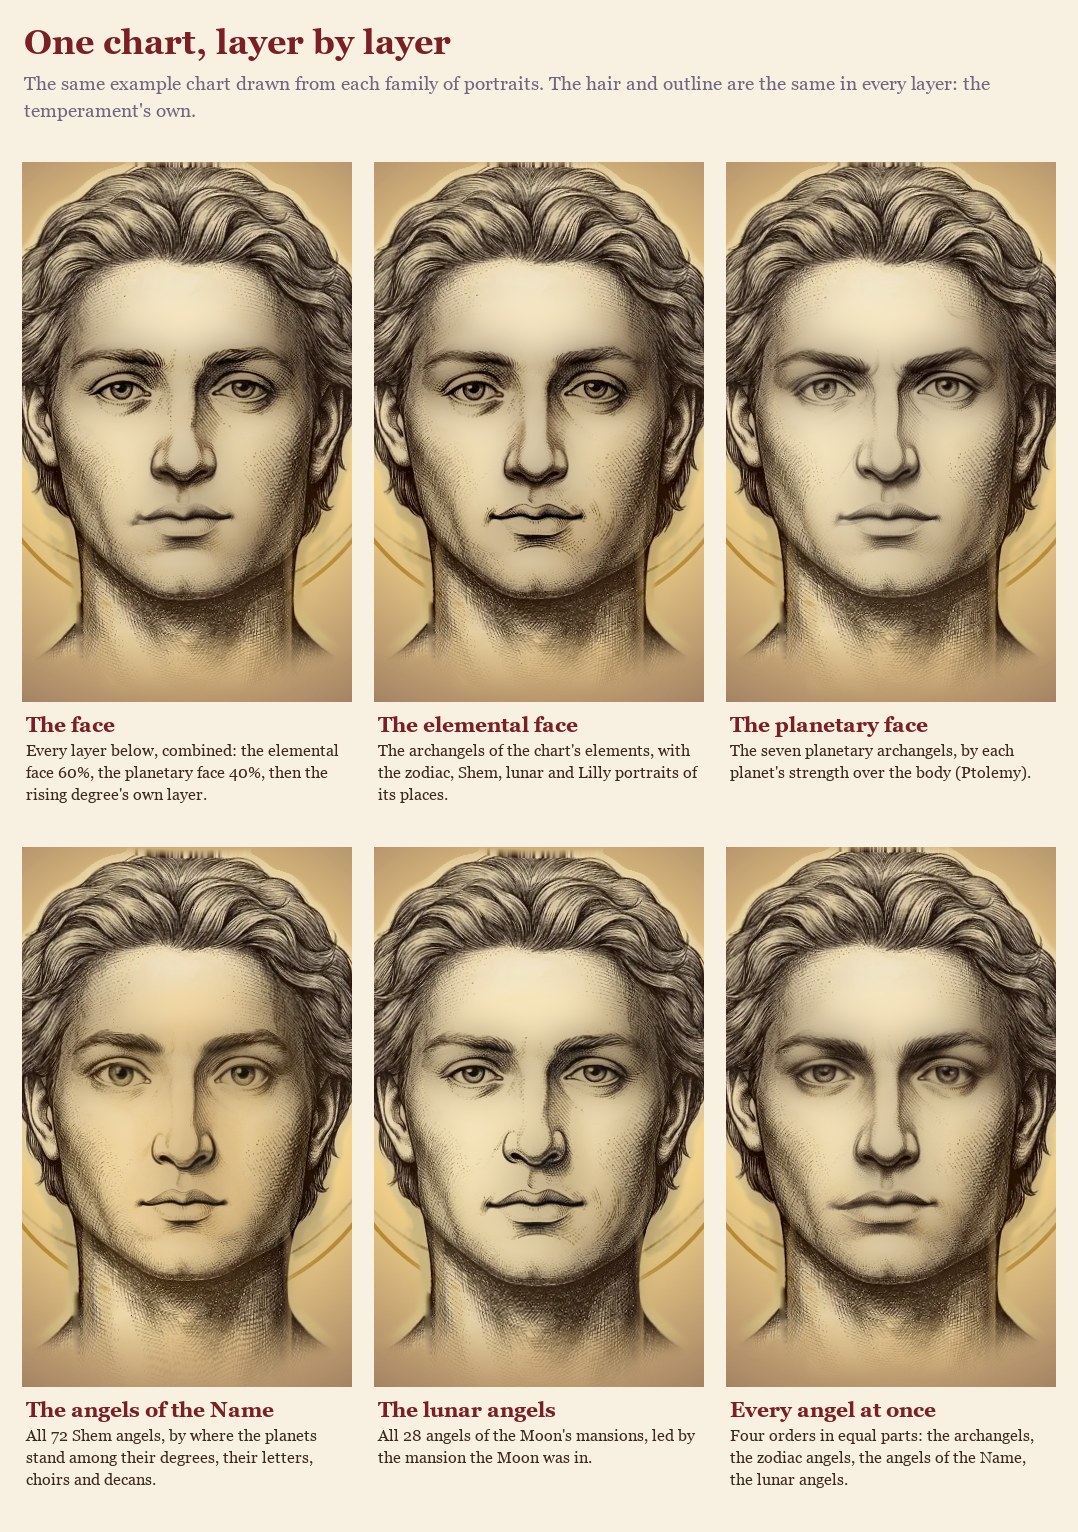 One chart, layer by layer
The same example chart drawn from each family of portraits. The hair and outline are the same in every layer: the
temperament's own.
The face
Every layer below, combined: the elemental
face 60%, the planetary face 40%, then the
rising degree's own layer.
The elemental face
The archangels of the chart's elements, with
the zodiac, Shem, lunar and Lilly portraits of
its places.
The planetary face
The seven planetary archangels, by each
planet's strength over the body (Ptolemy).
The angels of the Name
All 72 Shem angels, by where the planets
stand among their degrees, their letters,
choirs and decans.
The lunar angels
All 28 angels of the Moon's mansions, led by
the mansion the Moon was in.
Every angel at once
Four orders in equal parts: the archangels,
the zodiac angels, the angels of the Name,
the lunar angels.